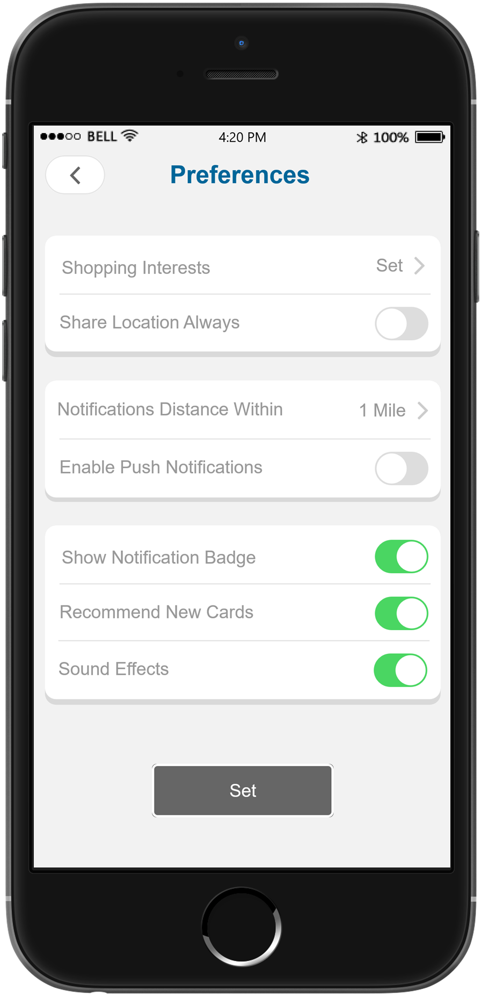 BELL 4:20 PM 100%
Preferences
Shopping Interests Set
Share Location Always
Notifications Distance Within 1 Mile
Enable Push Notifications
Show Notification Badge
Recommend New Cards
Sound Effects
Set